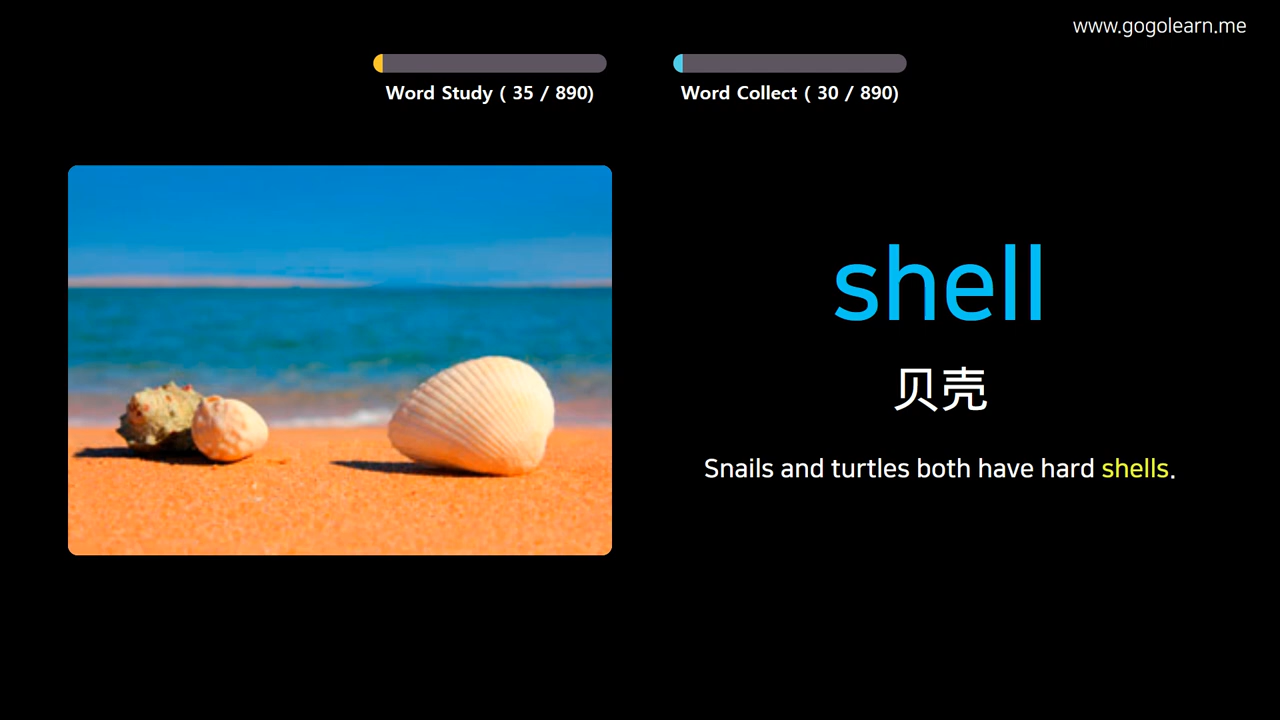 www.gogolearn.me
Word Study ( 35 / 890)
Word Collect ( 30 / 890)
shell
贝壳
Snails and turtles both have hard shells.